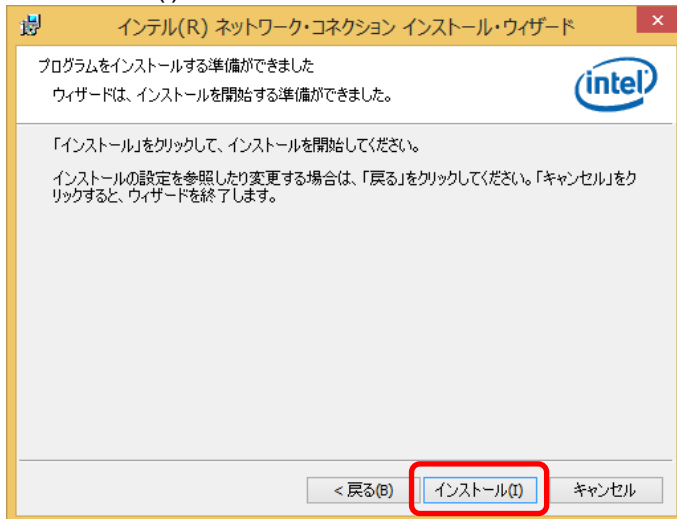 ()
インテル(R) ネットワーク・コネクション インストール・ウィザード
プログラムをインストールする準備ができました
ウィザードは、インストールを開始する準備ができました。
intel
「インストール」をクリックして、インストールを開始してください。
インストールの設定を参照したり変更する場合は、「戻る」をクリックしてください。「キャンセル」をク
リックすると、ウィザードを終了します。
< 戻る(B)
インストール(I)
キャンセル